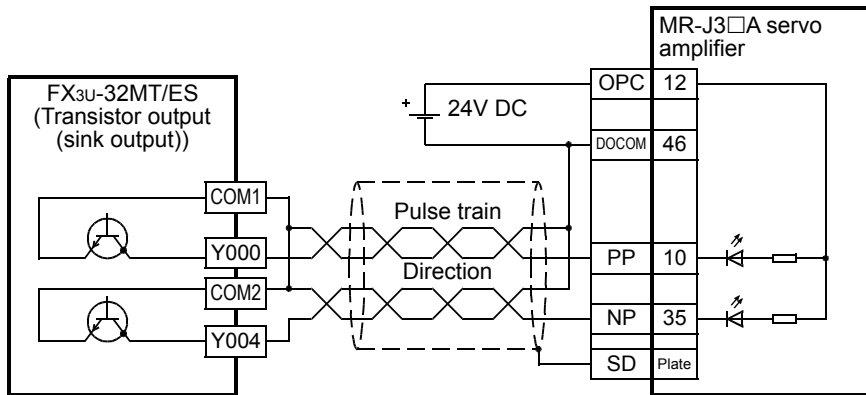 MR-J3□A servo
amplifier
FX3U-32MT/ES
(Transistor output
(sink output))
OPC 12
+ 24V DC
DOCOM 46
COM1
Pulse train
Y000
PP 10
Direction
COM2
NP 35
Y004
SD Plate